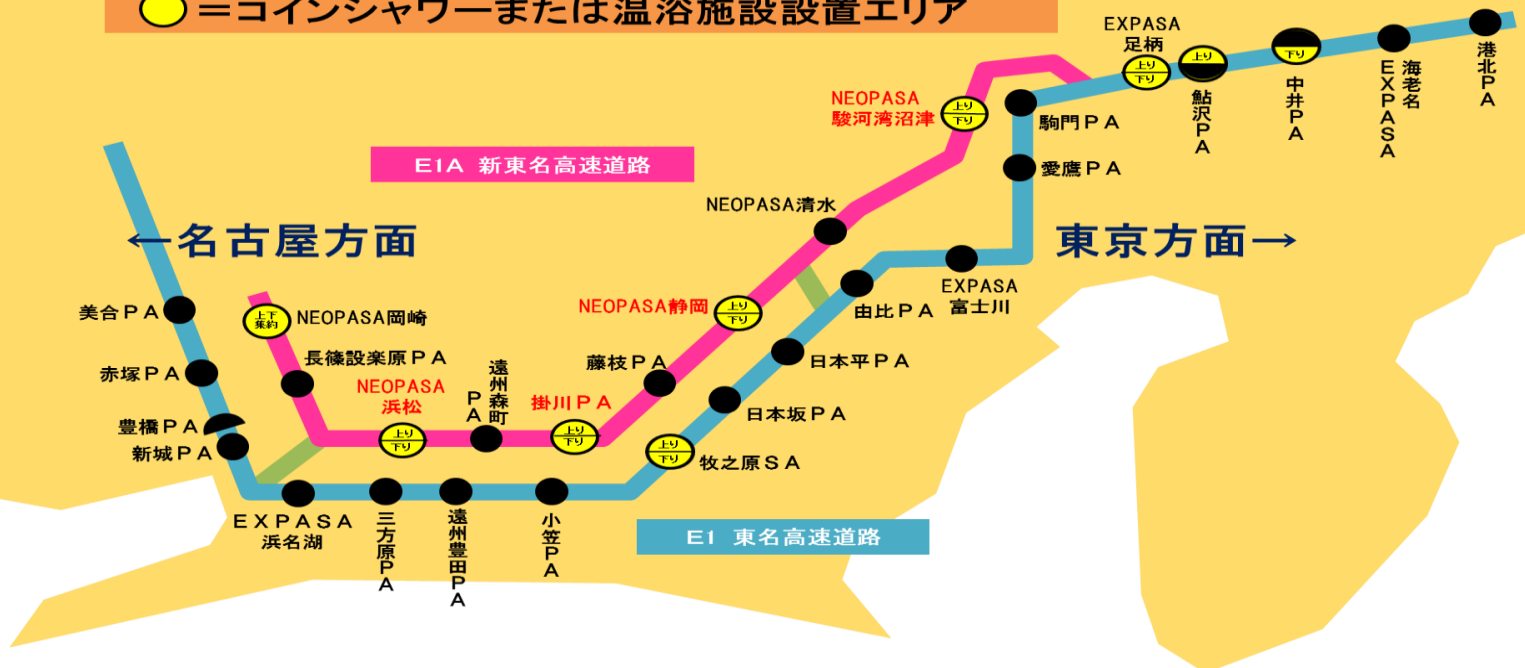 =コインシャワーまたは温浴施設設置エリア
EXPASA
足柄
上り
下り
上り
鮎沢PA
下り
中井PA
海老名
EXPASA
港北PA
NEOPASA
駿河湾沼津
上り
下り
駒門PA
愛鷹PA
E1A 新東名高速道路
NEOPASA清水
←名古屋方面
東京方面→
EXPASA
富士川
由比PA
NEOPASA静岡
上り
下り
美合PA
上下
集約
NEOPASA岡崎
日本平PA
長篠設楽原PA
赤塚PA
藤枝PA
NEOPASA
浜松
上り
下り
遠州森町
PA
掛川PA
上り
下り
日本坂PA
豊橋PA
新城PA
上り
下り
牧之原SA
EXPASA
浜名湖
三方原PA
遠州豊田PA
小笠PA
E1 東名高速道路